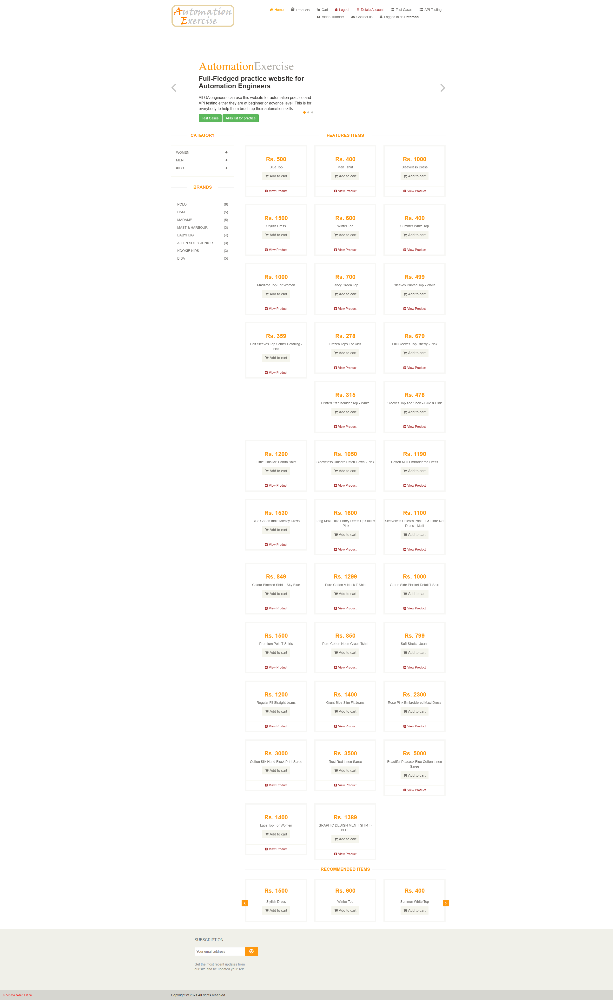 Automation
Exercise
Home Products Cart Logout Delete Account Test Cases API Testing
Video Tutorials Contact us Logged in as Peterson
AutomationExercise
Full-Fledged practice website for
Automation Engineers
All QA engineers can use this website for automation practice and
API testing either they are at beginner or advance level. This is for
everybody to help them brush up their automation skills.
Test Cases APIs list for practice
CATEGORY
WOMEN
MEN
KIDS
BRANDS
POLO (6)
H&M (5)
MADAME (5)
MAST & HARBOUR (3)
BABYHUG (4)
ALLEN SOLLY JUNIOR (3)
KOOKIE KIDS (3)
BIBA (5)
FEATURES ITEMS
Rs. 500
Blue Top
Add to cart
View Product
Rs. 400
Men Tshirt
Add to cart
View Product
Rs. 1000
Sleeveless Dress
Add to cart
View Product
Rs. 1500
Stylish Dress
Add to cart
View Product
Rs. 600
Winter Top
Add to cart
View Product
Rs. 400
Summer White Top
Add to cart
View Product
Rs. 1000
Madame Top For Women
Add to cart
View Product
Rs. 700
Fancy Green Top
Add to cart
View Product
Rs. 499
Sleeves Printed Top - White
Add to cart
View Product
Rs. 359
Half Sleeves Top Schiffli Detailing -
Pink
Add to cart
View Product
Rs. 278
Frozen Tops For Kids
Add to cart
View Product
Rs. 679
Full Sleeves Top Cherry - Pink
Add to cart
View Product
Rs. 315
Printed Off Shoulder Top - White
Add to cart
View Product
Rs. 478
Sleeves Top and Short - Blue & Pink
Add to cart
View Product
Rs. 1200
Little Girls Mr. Panda Shirt
Add to cart
View Product
Rs. 1050
Sleeveless Unicorn Patch Gown - Pink
Add to cart
View Product
Rs. 1190
Cotton Mull Embroidered Dress
Add to cart
View Product
Rs. 1530
Blue Cotton Indie Mickey Dress
Add to cart
View Product
Rs. 1600
Long Maxi Tulle Fancy Dress Up Outfits
-Pink
Add to cart
View Product
Rs. 1100
Sleeveless Unicorn Print Fit & Flare Net
Dress - Multi
Add to cart
View Product
Rs. 849
Colour Blocked Shirt – Sky Blue
Add to cart
View Product
Rs. 1299
Pure Cotton V-Neck T-Shirt
Add to cart
View Product
Rs. 1000
Green Side Placket Detail T-Shirt
Add to cart
View Product
Rs. 1500
Premium Polo T-Shirts
Add to cart
View Product
Rs. 850
Pure Cotton Neon Green Tshirt
Add to cart
View Product
Rs. 799
Soft Stretch Jeans
Add to cart
View Product
Rs. 1200
Regular Fit Straight Jeans
Add to cart
View Product
Rs. 1400
Grunt Blue Slim Fit Jeans
Add to cart
View Product
Rs. 2300
Rose Pink Embroidered Maxi Dress
Add to cart
View Product
Rs. 3000
Cotton Silk Hand Block Print Saree
Add to cart
View Product
Rs. 3500
Rust Red Linen Saree
Add to cart
View Product
Rs. 5000
Beautiful Peacock Blue Cotton Linen
Saree
Add to cart
View Product
Rs. 1400
Lace Top For Women
Add to cart
View Product
Rs. 1389
GRAPHIC DESIGN MEN T SHIRT -
BLUE
Add to cart
View Product
RECOMMENDED ITEMS
Rs. 1500
Stylish Dress
Add to cart
Rs. 600
Winter Top
Add to cart
Rs. 400
Summer White Top
Add to cart
SUBSCRIPTION
Your email address
Get the most recent updates from
our site and be updated your self...
24.04.2026, 2026 23:25:18
Copyright © 2021 All rights reserved